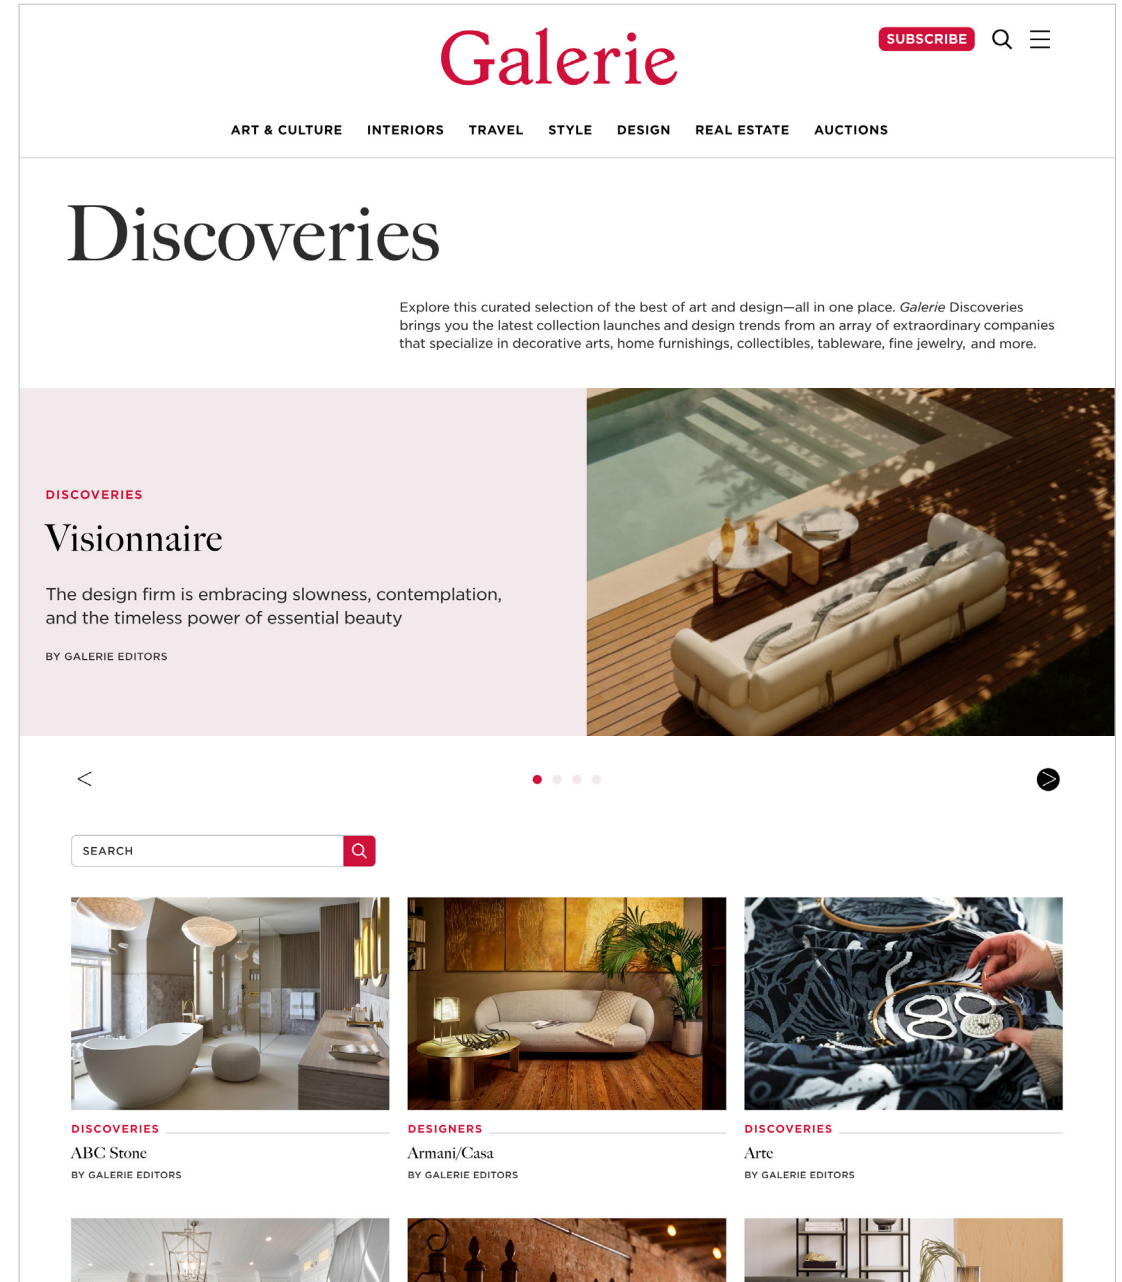 Galerie
SUBSCRIBE
ART & CULTURE INTERIORS TRAVEL STYLE DESIGN REAL ESTATE AUCTIONS
Discoveries
Explore this curated selection of the best of art and design—all in one place. Galerie Discoveries
brings you the latest collection launches and design trends from an array of extraordinary companies
that specialize in decorative arts, home furnishings, collectibles, tableware, fine jewelry, and more.
DISCOVERIES
Visionnaire
The design firm is embracing slowness, contemplation,
and the timeless power of essential beauty
BY GALERIE EDITORS
SEARCH
DISCOVERIES
ABC Stone
BY GALERIE EDITORS
DESIGNERS
Armani/Casa
BY GALERIE EDITORS
DISCOVERIES
Arte
BY GALERIE EDITORS